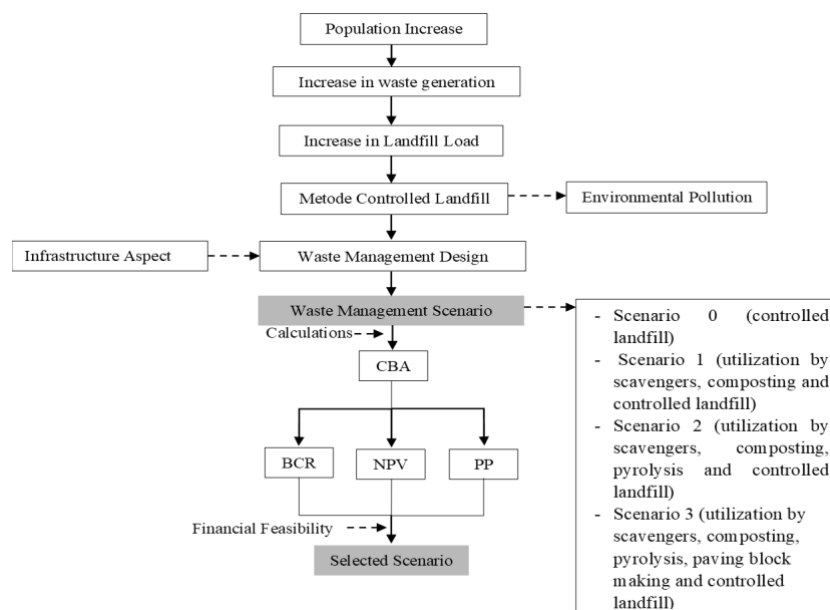 Population Increase
Increase in waste generation
Increase in Landfill Load
Metode Controlled Landfill
Environmental Pollution
Infrastructure Aspect
Waste Management Design
Waste Management Scenario
Calculations
CBA
BCR
NPV
PP
Financial Feasibility
Selected Scenario
- Scenario 0 (controlled
landfill)
- Scenario 1 (utilization by
scavengers, composting and
controlled landfill)
- Scenario 2 (utilization by
scavengers, composting,
pyrolysis and controlled
landfill)
- Scenario 3 (utilization by
scavengers, composting,
pyrolysis, paving block
making and controlled
landfill)